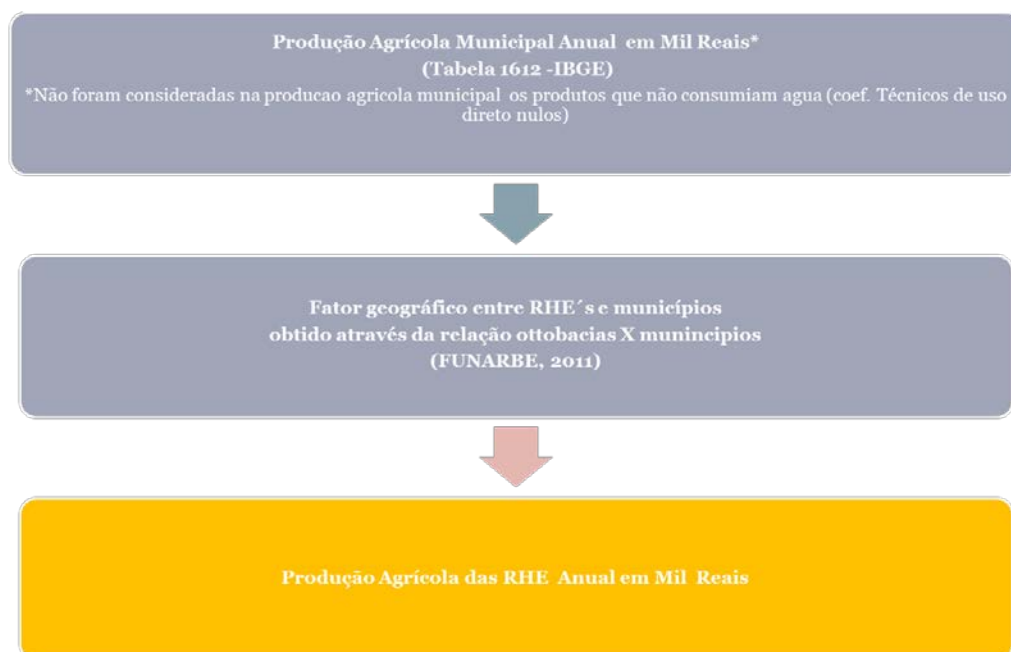 Produção Agrícola Municipal Anual em Mil Reais*
(Tabela 1612 -IBGE)
*Não foram consideradas na producao agricola municipal os produtos que não consumiam agua (coef. Técnicos de uso
direto nulos)
Fator geográfico entre RHE´s e municípios
obtido através da relação ottobacias X munincipios
(FUNARBE, 2011)
Produção Agrícola das RHE Anual em Mil Reais